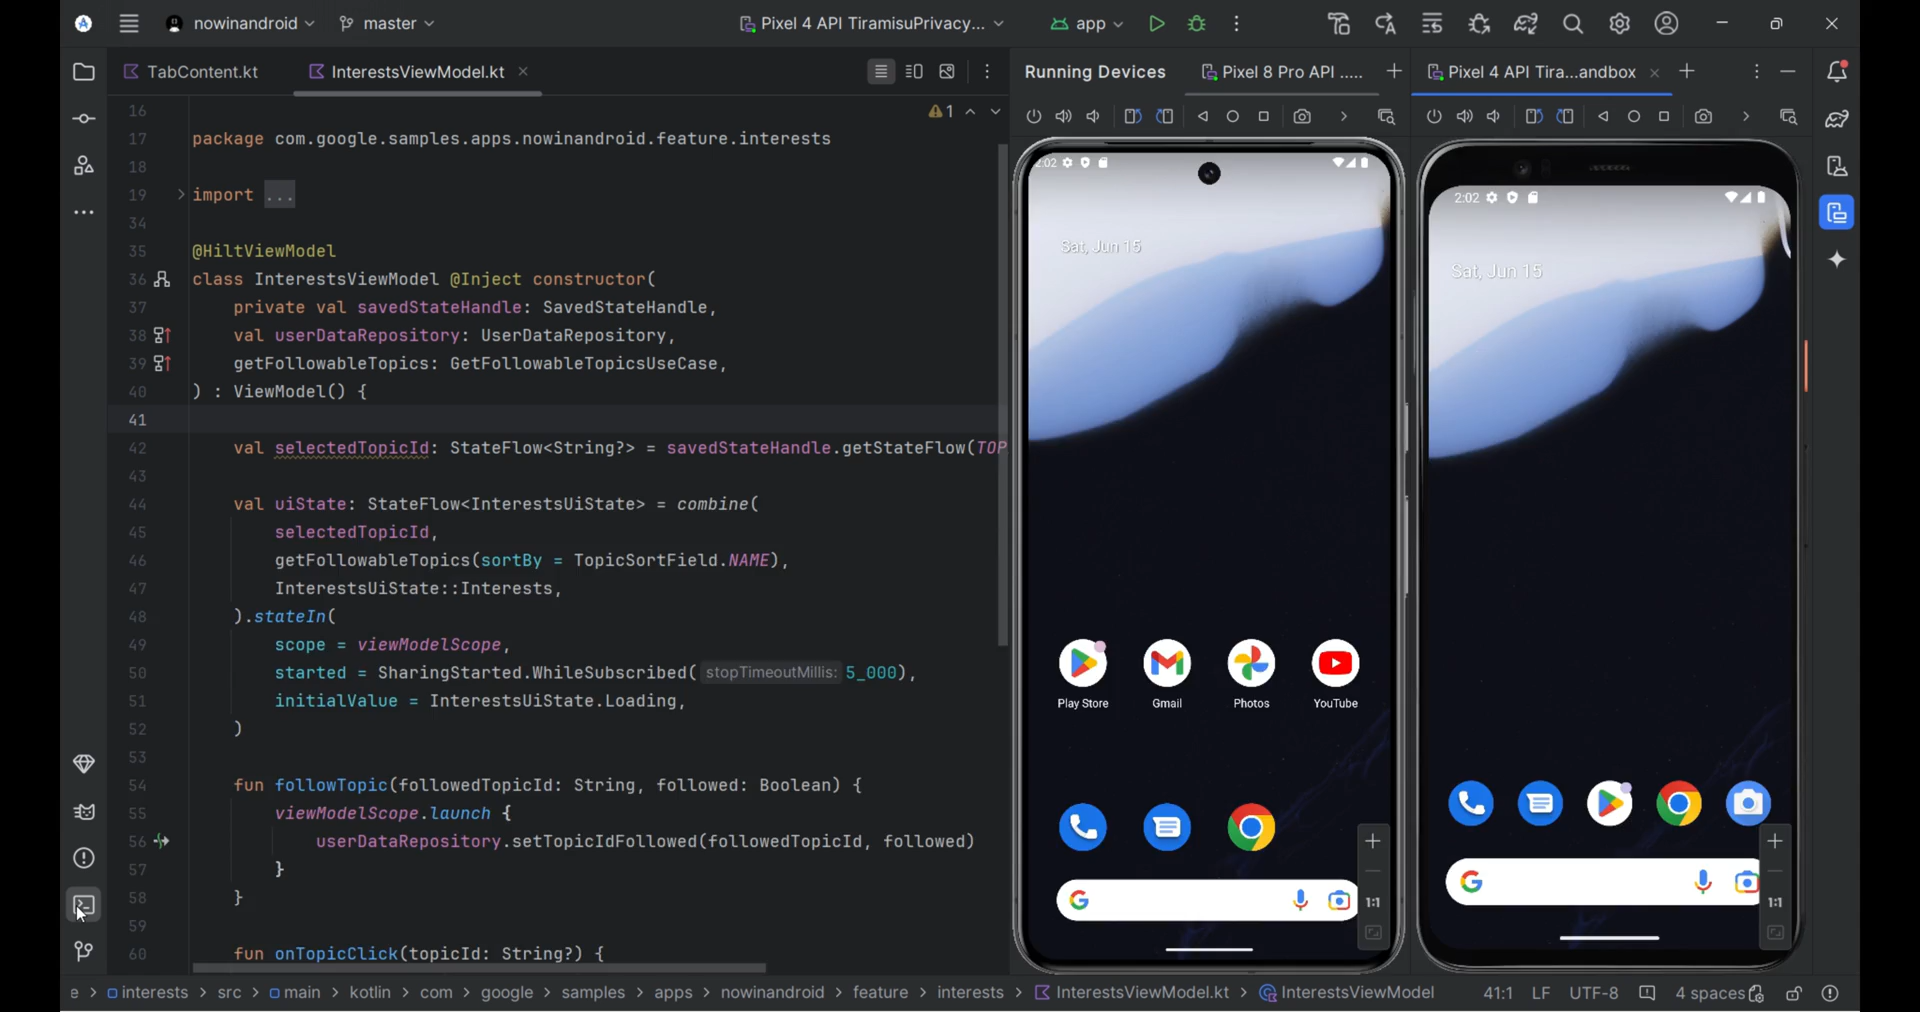 nowinandroid
master
Pixel 4 API TiramisuPrivacy...
app
TabContent.kt
InterestsViewModel.kt
Running Devices
Pixel 8 Pro API .....
Pixel 4 API Tira...andbox
16
1
17 package com.google.samples.apps.nowinandroid.feature.interests
18
19 import ...
34
35 @HiltViewModel
36 class InterestsViewModel @Inject constructor(
37 private val savedStateHandle: SavedStateHandle,
38 val userDataRepository: UserDataRepository,
39 getFollowableTopics: GetFollowableTopicsUseCase,
40 ) : ViewModel() {
41
42 val selectedTopicId: StateFlow<String?> = savedStateHandle.getStateFlow(TOP
43
44 val uiState: StateFlow<InterestsUiState> = combine(
45 selectedTopicId,
46 getFollowableTopics(sortBy = TopicSortField.NAME),
47 InterestsUiState::Interests,
48 ).stateIn(
49 scope = viewModelScope,
50 started = SharingStarted.WhileSubscribed( stopTimeoutMillis: 5_000),
51 initialValue = InterestsUiState.Loading,
52 )
53
54 fun followTopic(followedTopicId: String, followed: Boolean) {
55 viewModelScope.launch {
56 userDataRepository.setTopicIdFollowed(followedTopicId, followed)
57 }
58 }
59
60 fun onTopicClick(topicId: String?) {
:02
Sat, Jun 15
Play Store
Gmail
Photos
YouTube
G
1:1
2:02
Sat, Jun 15
G
1:1
e > interests > src > main > kotlin > com > google > samples > apps > nowinandroid > feature > interests > InterestsViewModel.kt > InterestsViewModel
41:1
LF
UTF-8
4 spaces